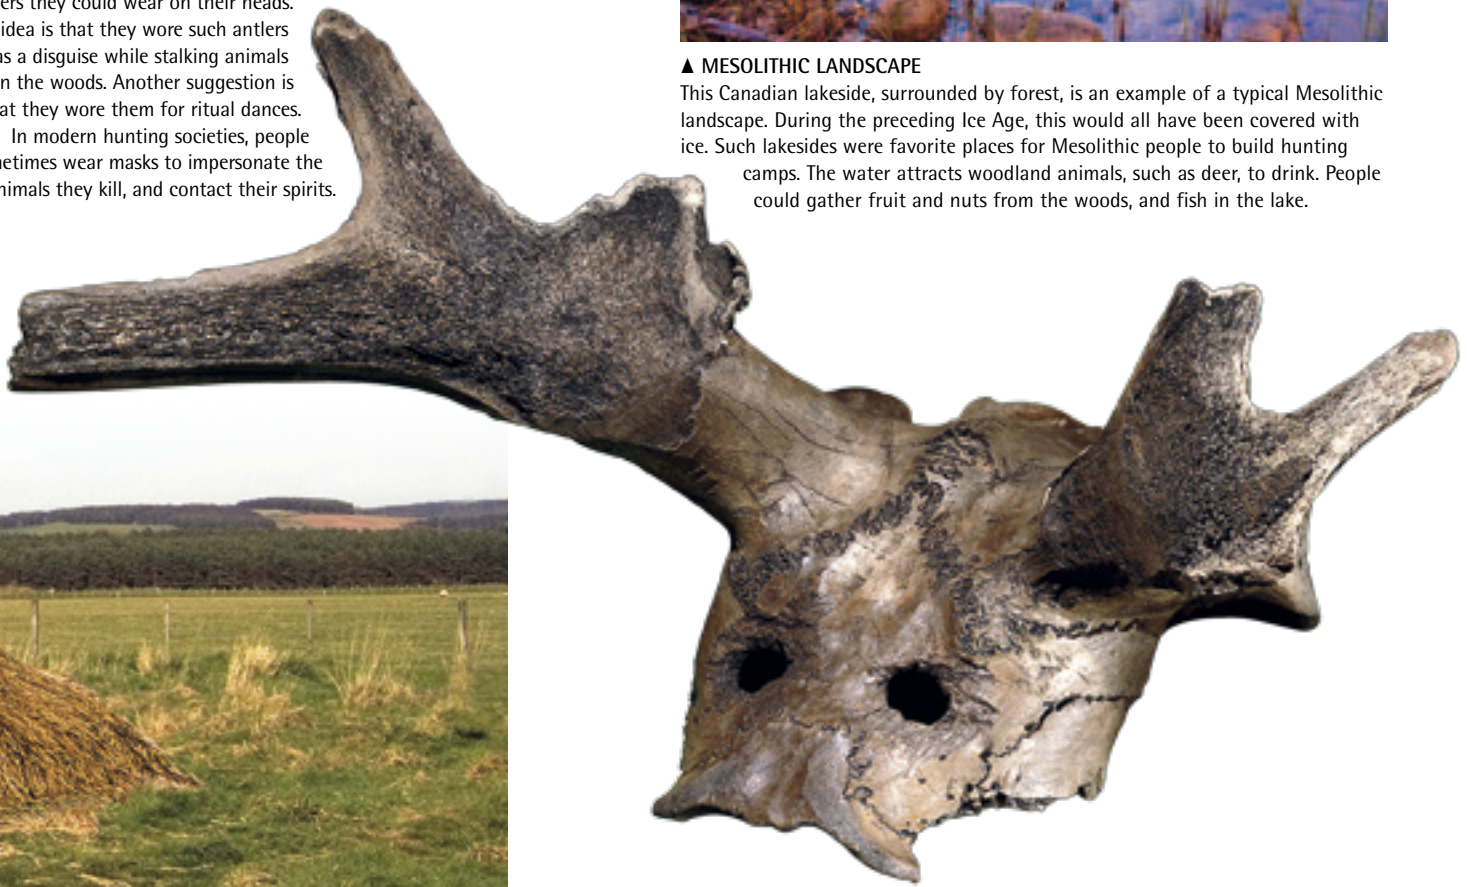 ers they could wear on their heads.
idea is that they wore such antlers
as a disguise while stalking animals
n the woods. Another suggestion is
at they wore them for ritual dances.
In modern hunting societies, people
netimes wear masks to impersonate the
nimals they kill, and contact their spirits.
▲ MESOLITHIC LANDSCAPE
This Canadian lakeside, surrounded by forest, is an example of a typical Mesolithic
landscape. During the preceding Ice Age, this would all have been covered with
ice. Such lakesides were favorite places for Mesolithic people to build hunting
camps. The water attracts woodland animals, such as deer, to drink. People
could gather fruit and nuts from the woods, and fish in the lake.